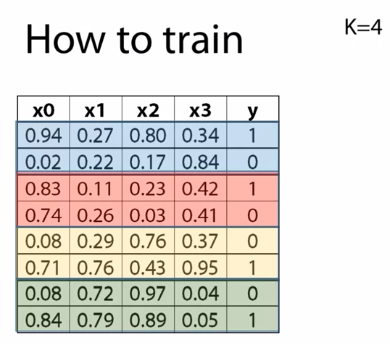 How to train
K=4
x0 x1 x2 x3 y
0.94 0.27 0.80 0.34 1
0.02 0.22 0.17 0.84 0
0.83 0.11 0.23 0.42 1
0.74 0.26 0.03 0.41 0
0.08 0.29 0.76 0.37 0
0.71 0.76 0.43 0.95 1
0.08 0.72 0.97 0.04 0
0.84 0.79 0.89 0.05 1